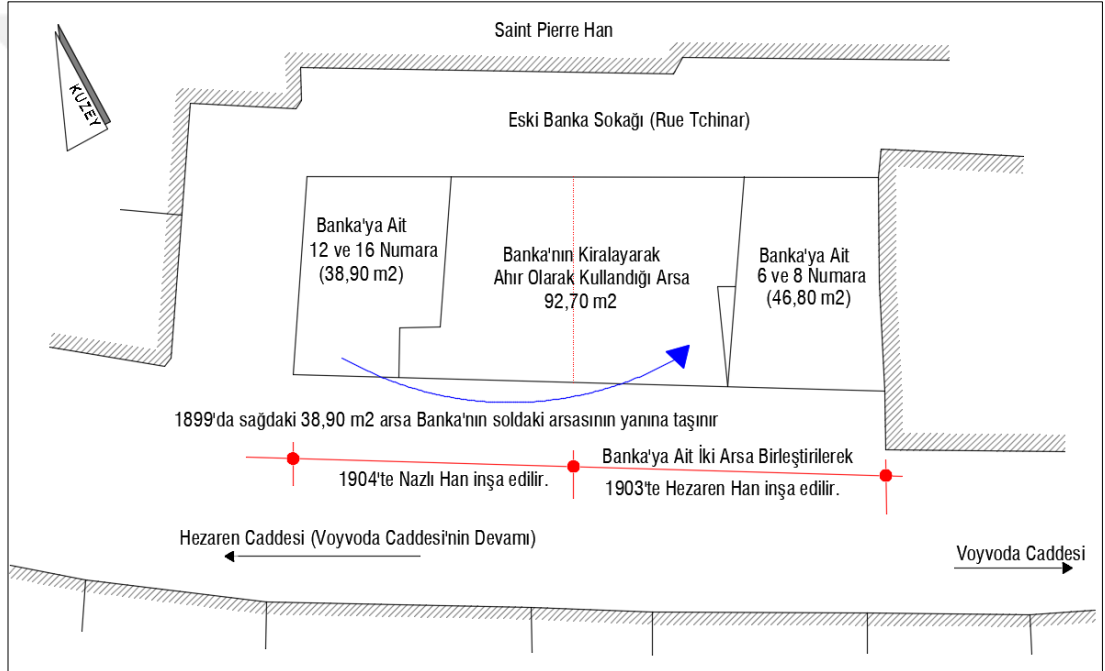 Saint Pierre Han
KUZEY
Eski Banka Sokağı (Rue Tchinar)
Banka'ya Ait
12 ve 16 Numara
(38,90 m2)
Banka'nın Kiralayarak
Ahır Olarak Kullandığı Arsa
92,70 m2
Banka'ya Ait
6 ve 8 Numara
(46,80 m2)
1899'da sağdaki 38,90 m2 arsa Banka'nın soldaki arsasının yanına taşınır
1904'te Nazlı Han inşa edilir.
Banka'ya Ait İki Arsa Birleştirilerek
1903'te Hezaren Han inşa edilir.
Hezaren Caddesi (Voyvoda Caddesi'nin Devamı)
Voyvoda Caddesi